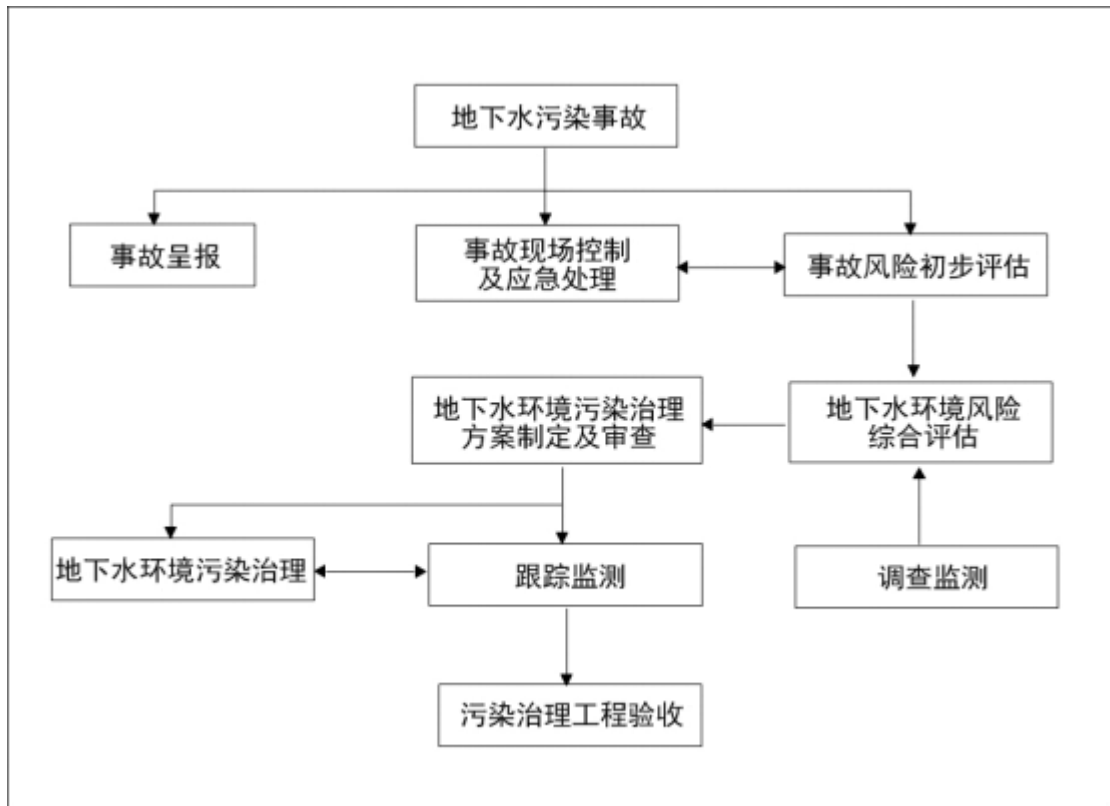 地下水污染事故
事故呈报
事故现场控制
及应急处理
事故风险初步评估
地下水环境污染治理
方案制定及审查
地下水环境风险
综合评估
地下水环境污染治理
跟踪监测
调查监测
污染治理工程验收